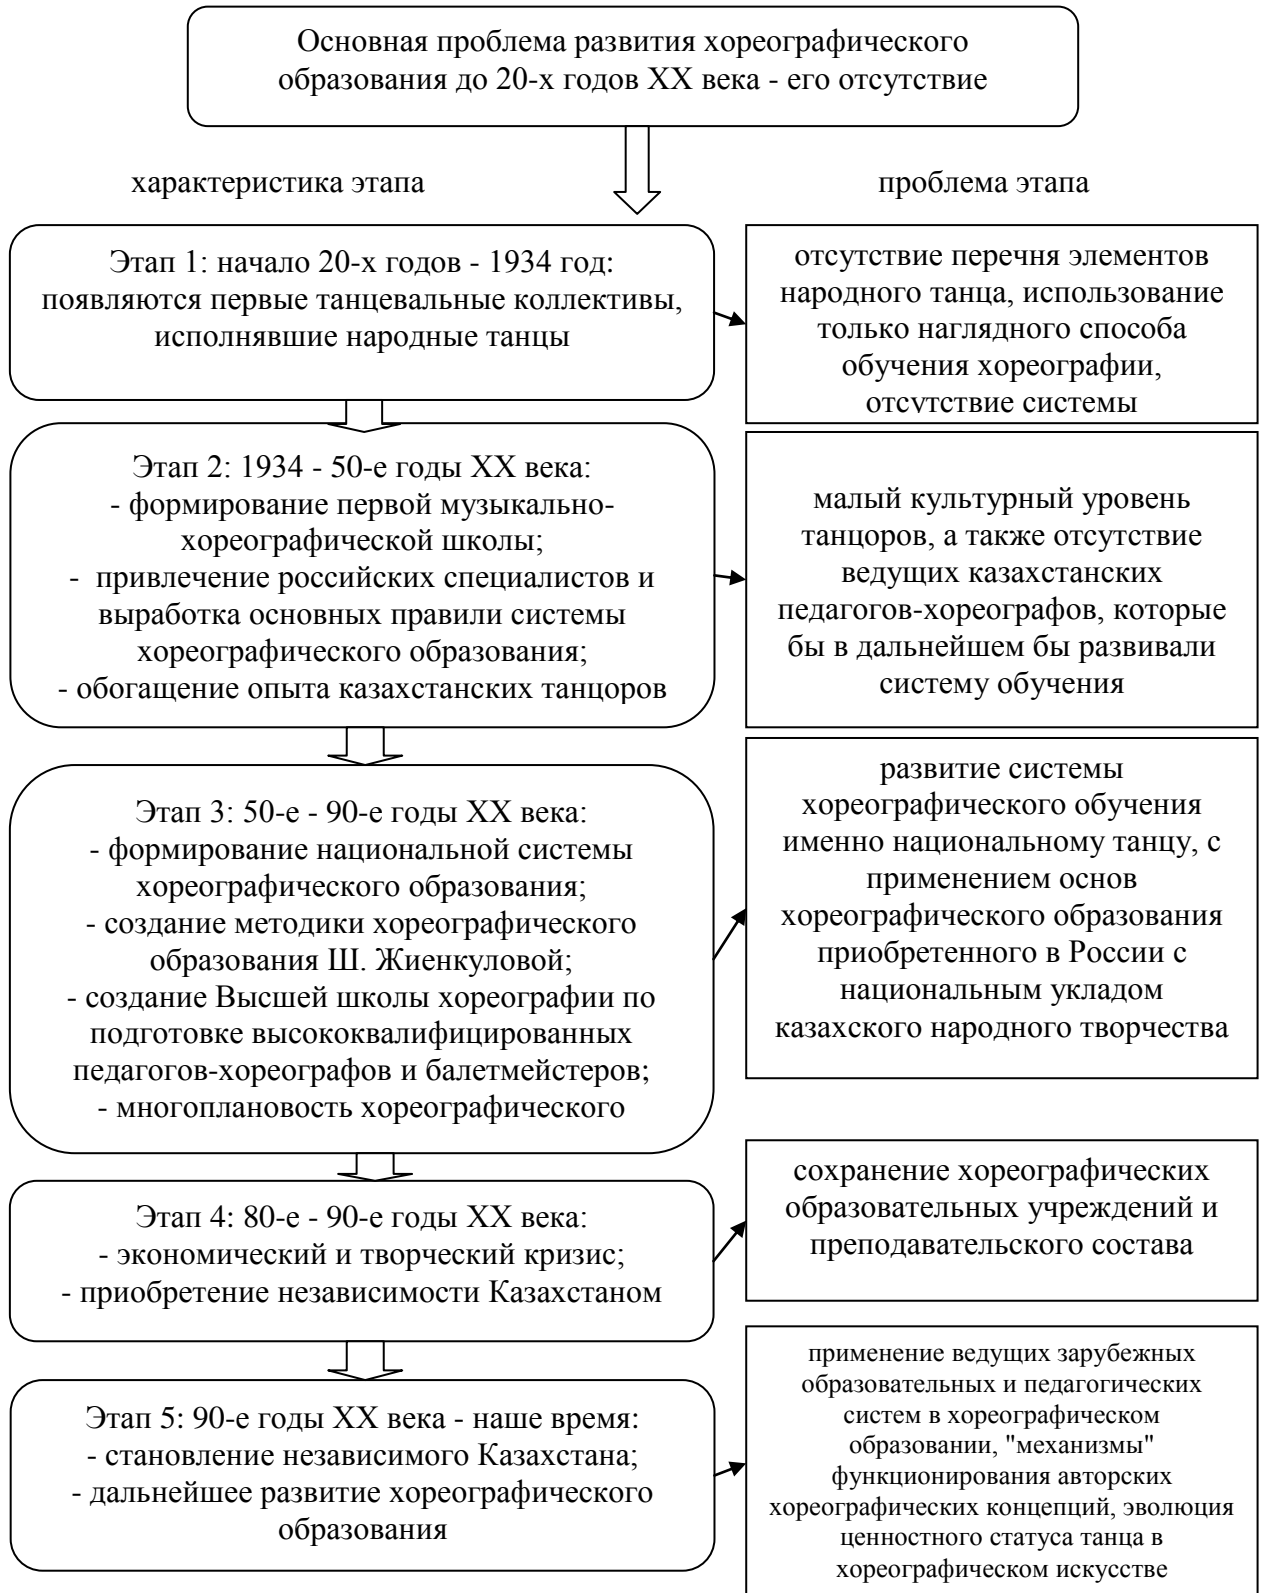 Основная проблема развития хореографического
образования до 20-х годов XX века - его отсутствие
характеристика этапа
проблема этапа
Этап 1: начало 20-х годов - 1934 год:
появляются первые танцевальные коллективы,
исполнявшие народные танцы
отсутствие перечня элементов
народного танца, использование
только наглядного способа
обучения хореографии,
отсутствие системы
Этап 2: 1934 - 50-е годы XX века:
- формирование первой музыкально-
хореографической школы;
- привлечение российских специалистов и
выработка основных правили системы
хореографического образования;
- обогащение опыта казахстанских танцоров
малый культурный уровень
танцоров, а также отсутствие
ведущих казахстанских
педагогов-хореографов, которые
бы в дальнейшем бы развивали
систему обучения
Этап 3: 50-е - 90-е годы XX века:
- формирование национальной системы
хореографического образования;
- создание методики хореографического
образования Ш. Жиенкуловой;
- создание Высшей школы хореографии по
подготовке высококвалифицированных
педагогов-хореографов и балетмейстеров;
- многоплановость хореографического
развитие системы
хореографического обучения
именно национальному танцу, с
применением основ
хореографического образования
приобретенного в России с
национальным укладом
казахского народного творчества
Этап 4: 80-е - 90-е годы XX века:
- экономический и творческий кризис;
- приобретение независимости Казахстаном
сохранение хореографических
образовательных учреждений и
преподавательского состава
Этап 5: 90-е годы XX века - наше время:
- становление независимого Казахстана;
- дальнейшее развитие хореографического
образования
применение ведущих зарубежных
образовательных и педагогических
систем в хореографическом
образовании, "механизмы"
функционирования авторских
хореографических концепций, эволюция
ценностного статуса танца в
хореографическом искусстве